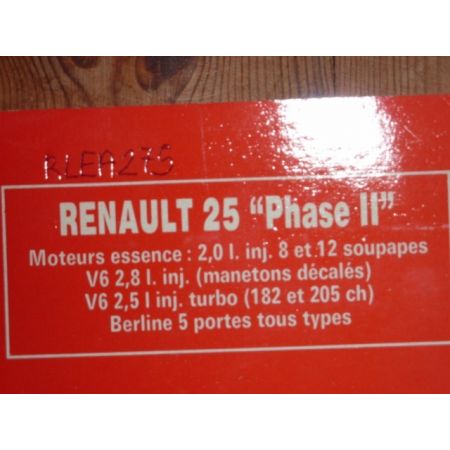 RLEA275
RENAULT 25 "Phase II"
Moteurs essence : 2,0 l. inj. 8 et 12 soupapes
V6 2,8 l. inj. (manetons décalés)
V6 2,5 l inj. turbo (182 et 205 ch)
Berline 5 portes tous types